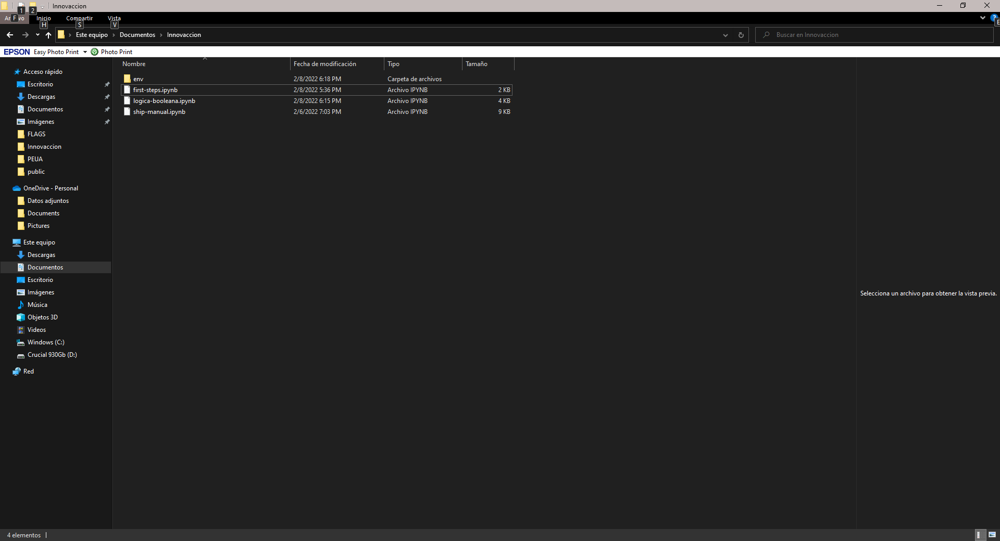 1 2 Innovaccion
Ar F vo Inicio Compartir Vista
H S V ? E
Este equipo Documentos Innovaccion Buscar en Innovaccion
EPSON Easy Photo Print Photo Print
Nombre Fecha de modificación Tipo Tamaño
env 2/8/2022 6:18 PM Carpeta de archivos
first-steps.ipynb 2/8/2022 5:36 PM Archivo IPYNB 2 KB
logica-booleana.ipynb 2/8/2022 6:15 PM Archivo IPYNB 4 KB
ship-manual.ipynb 2/6/2022 7:03 PM Archivo IPYNB 9 KB
Acceso rápido
Escritorio
Descargas
Documentos
Imágenes
FLAGS
Innovaccion
PEUA
public
OneDrive - Personal
Datos adjuntos
Documents
Pictures
Este equipo
Descargas
Documentos
Escritorio
Imágenes
Música
Objetos 3D
Videos
Windows (C:)
Crucial 930Gb (D:)
Red
Selecciona un archivo para obtener la vista previa.
4 elementos